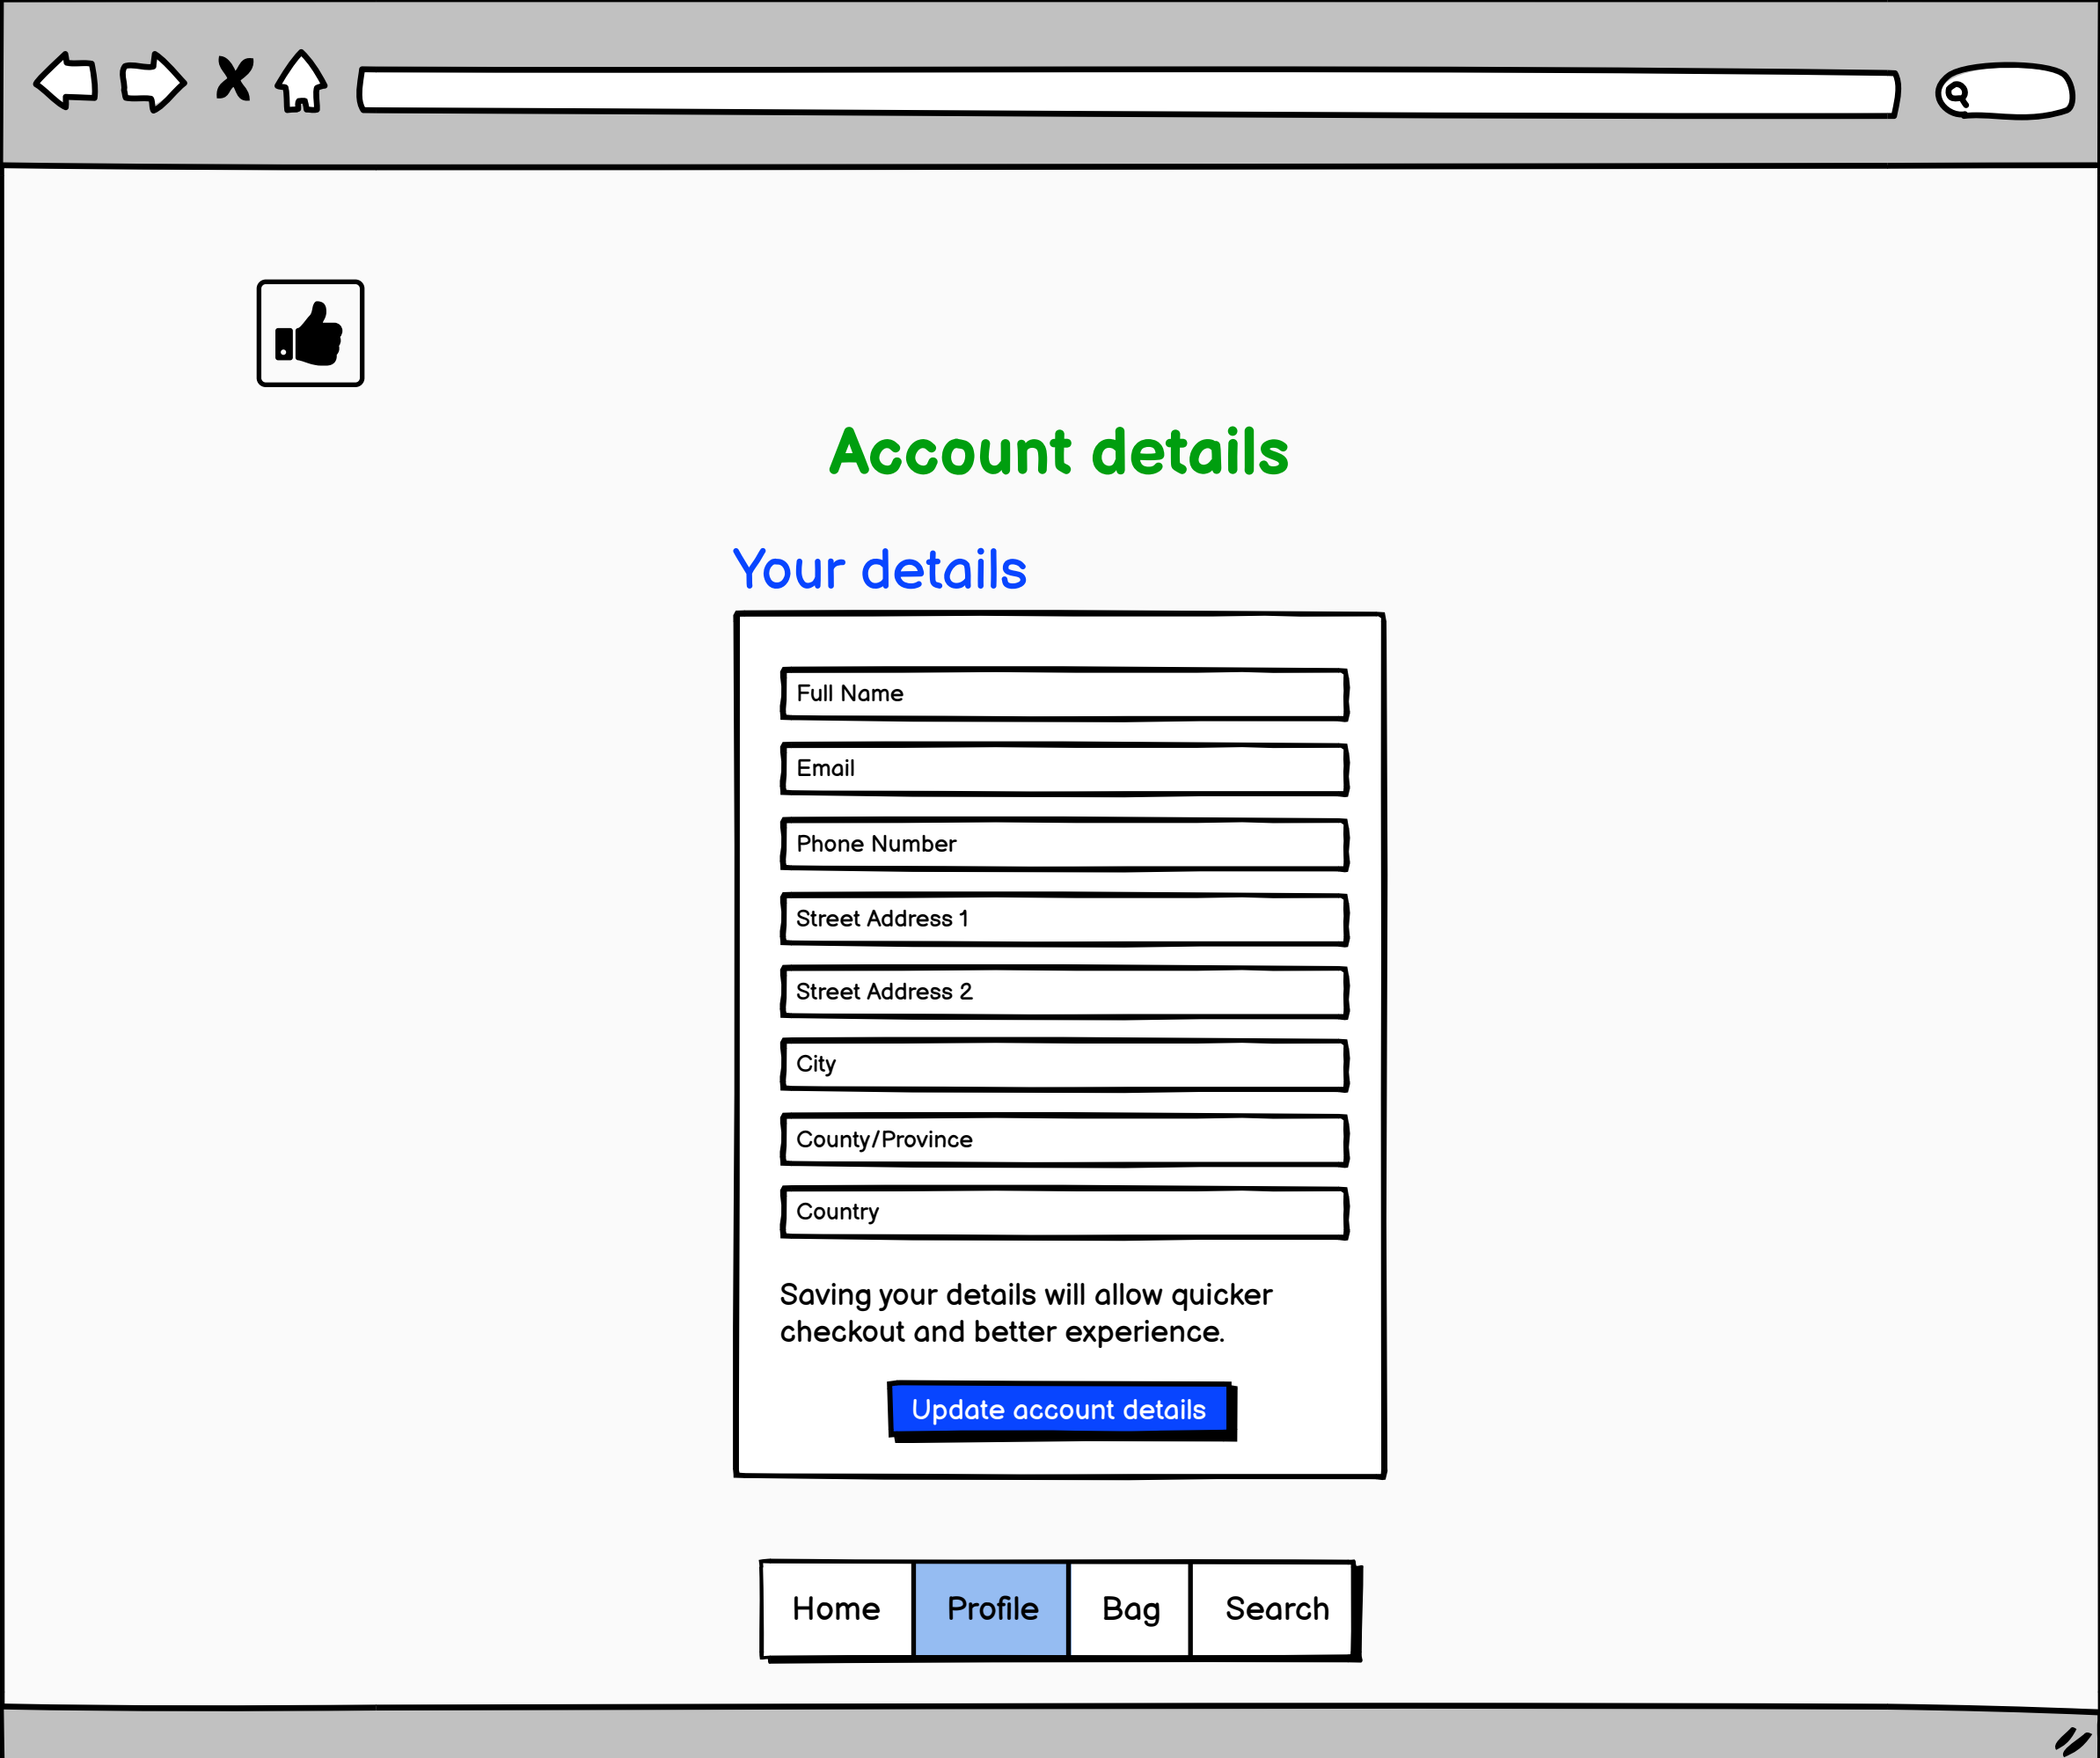 Account details
Your details
Full Name
Email
Phone Number
Street Address 1
Street Address 2
City
County/Province
Country
Saving your details will allow quicker
checkout and better experience.
Update account details
Home Profile Bag Search